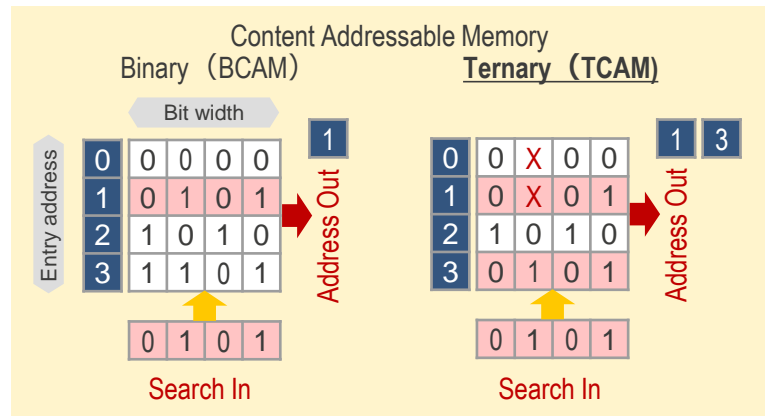 Content Addressable Memory
Binary （BCAM） Ternary （TCAM)
Bit width
Entry address
1
0 0 0 0 0
1 0 1 0 1
2 1 0 1 0
3 1 1 0 1
Address Out
0 1 0 1
Search In
1 3
0 0 X 0 0
1 0 X 0 1
2 1 0 1 0
3 0 1 0 1
Address Out
0 1 0 1
Search In